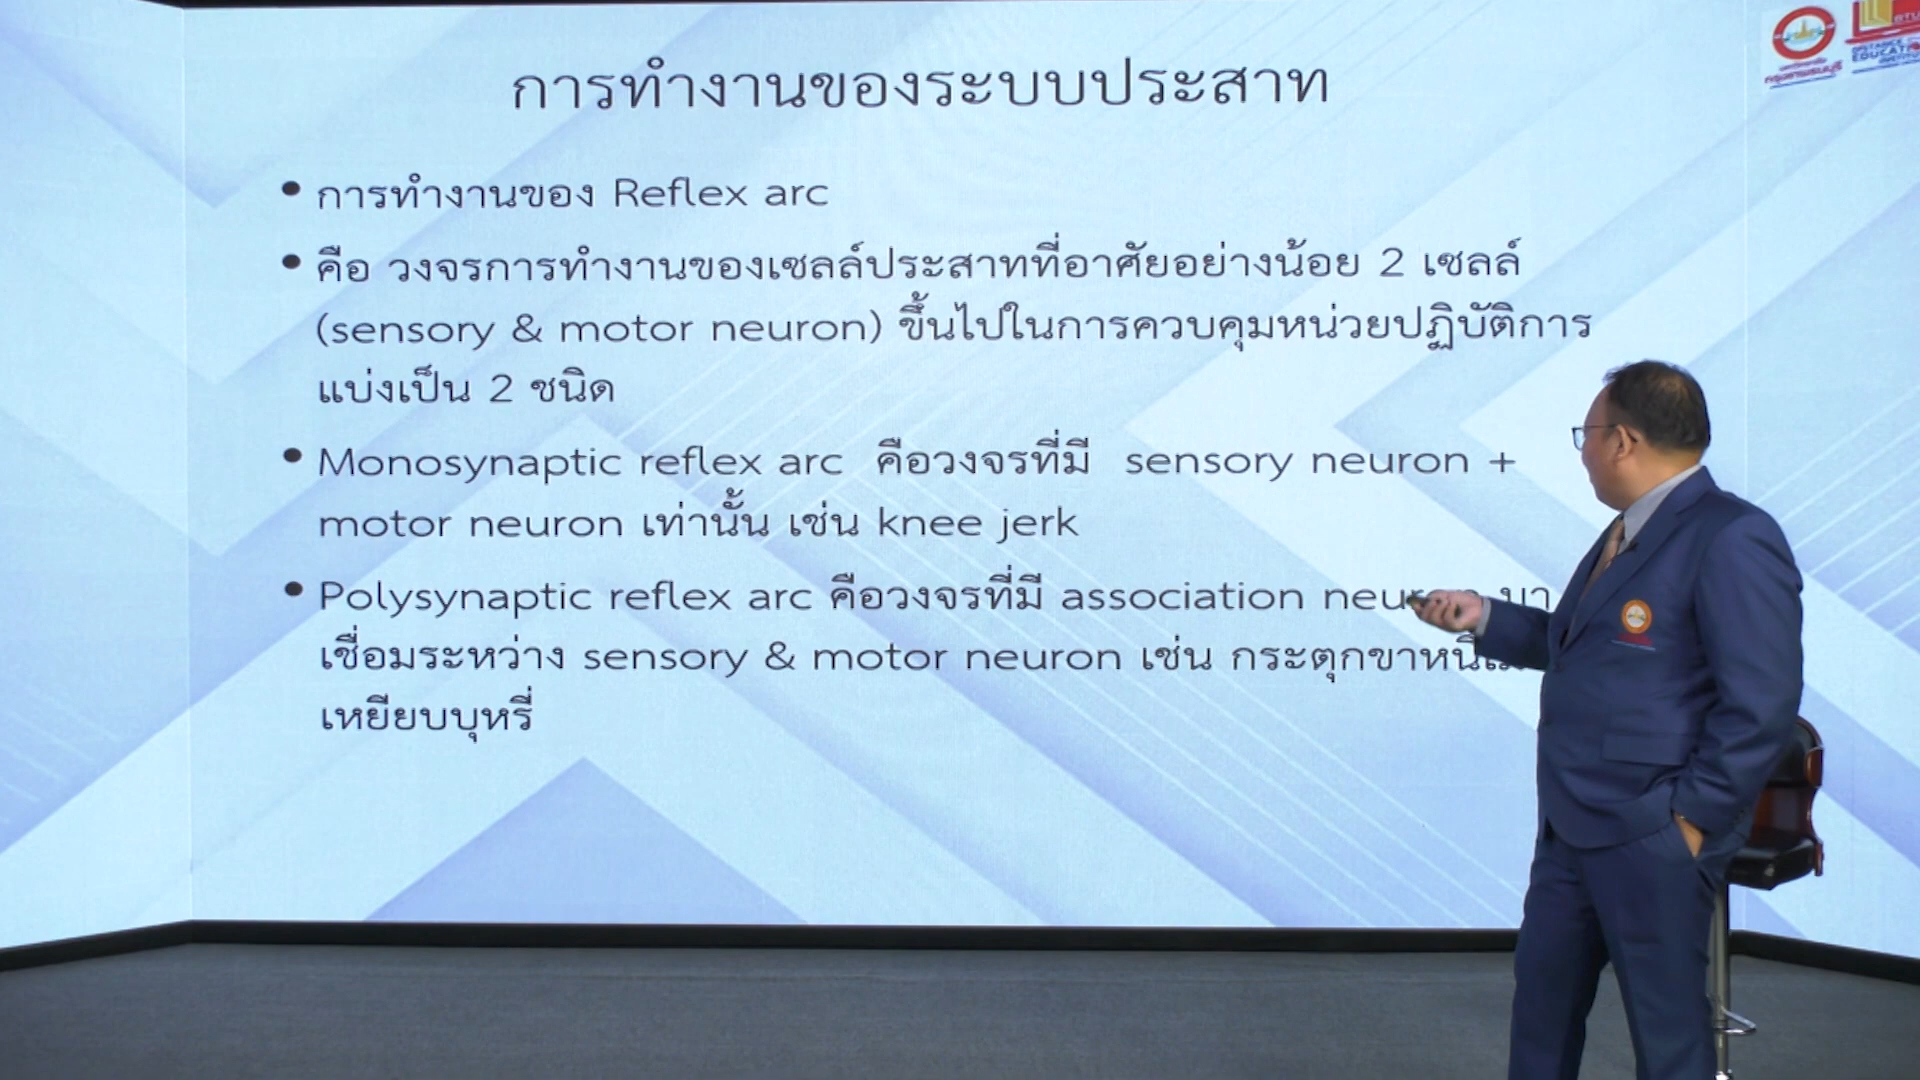 การทำงานของระบบประสาท
• การทำงานของ Reflex arc
• คือ วงจรการทำงานของเซลล์ประสาทที่อาศัยอย่างน้อย 2 เซลล์
(sensory & motor neuron) ขึ้นไปในการควบคุมหน่วยปฏิบัติการ
แบ่งเป็น 2 ชนิด
• Monosynaptic reflex arc คือวงจรที่มี sensory neuron +
motor neuron เท่านั้น เช่น knee jerk
• Polysynaptic reflex arc คือวงจรที่มี association มา
เชื่อมระหว่าง sensory & motor neuron เช่น กระตุกขาหนี
เหยียบบุหรี่